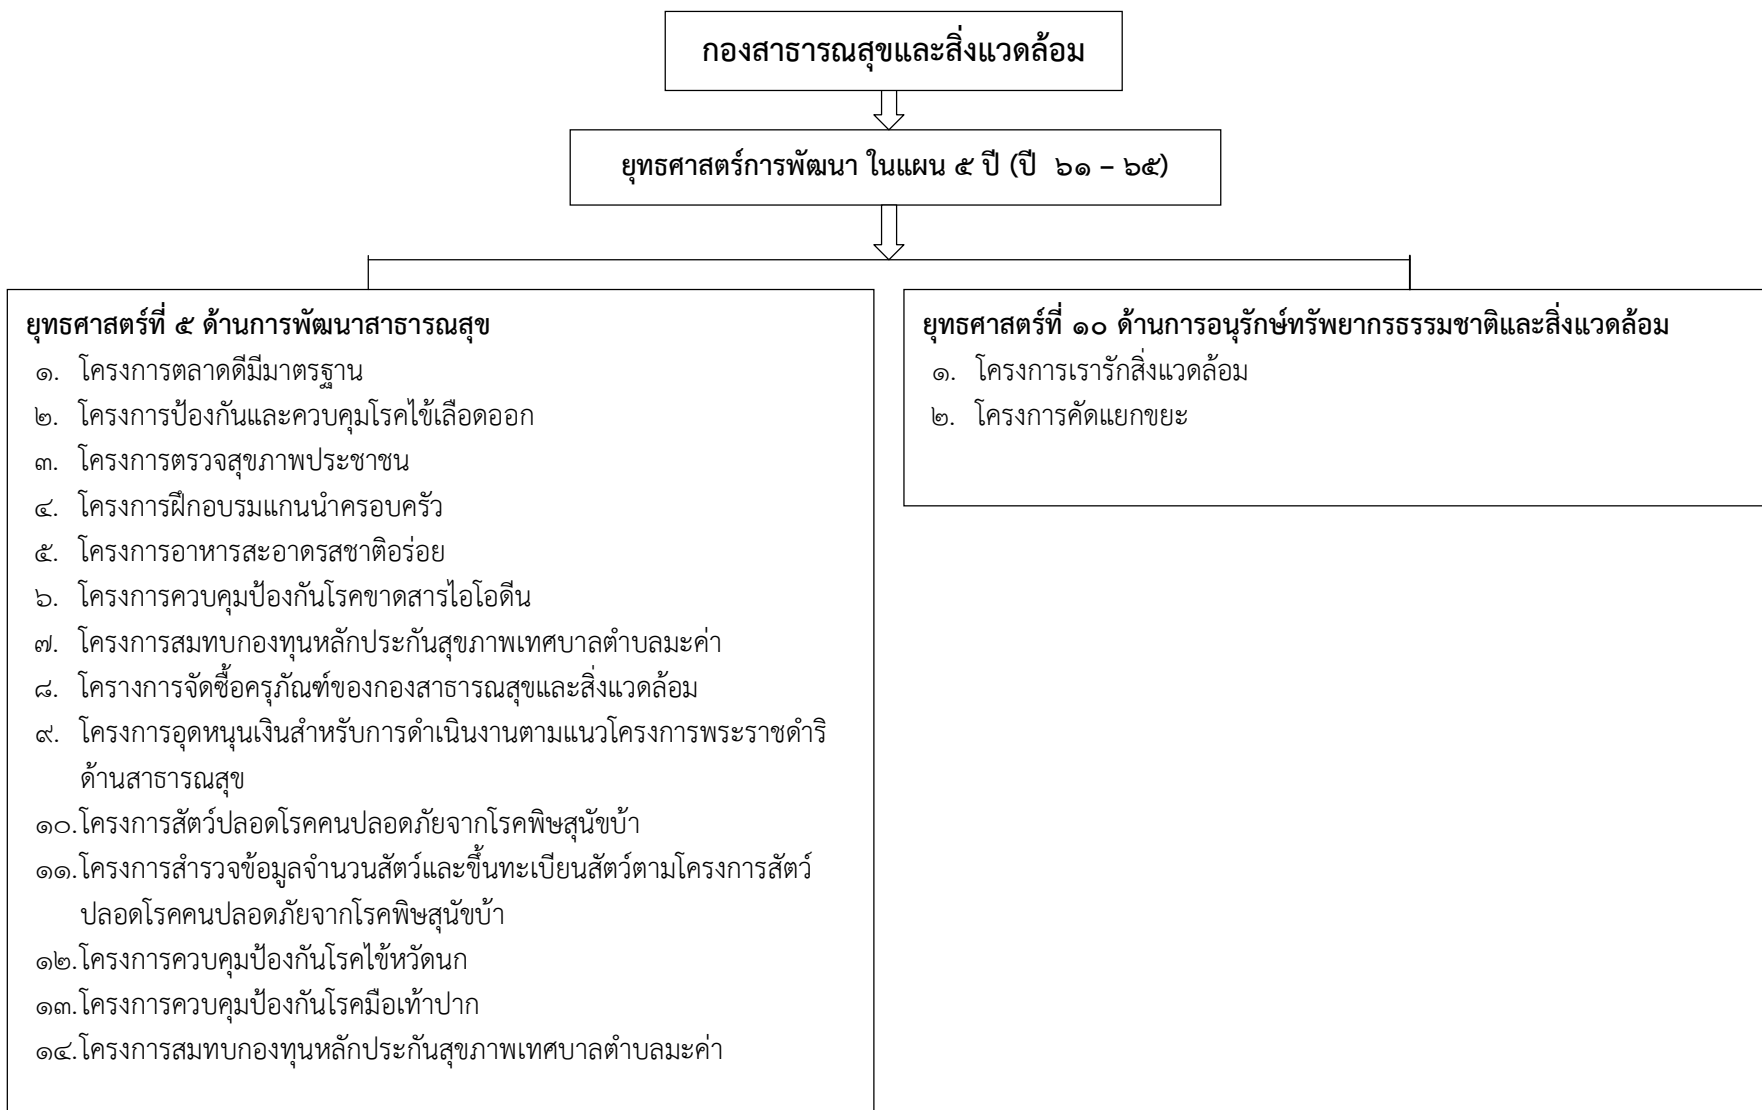 กองสาธารณสุขและสิ่งแวดล้อม
ยุทธศาสตร์การพัฒนา ในแผน ๕ ปี (ปี ๖๑ – ๖๕)
ยุทธศาสตร์ที่ ๕ ด้านการพัฒนาสาธารณสุข
๑. โครงการตลาดดีมีมาตรฐาน
๒. โครงการป้องกันและควบคุมโรคไข้เลือดออก
๓. โครงการตรวจสุขภาพประชาชน
๔. โครงการฝึกอบรมแกนนำครอบครัว
๕. โครงการอาหารสะอาดรสชาติอร่อย
๖. โครงการควบคุมป้องกันโรคขาดสารไอโอดีน
๗. โครงการสมทบกองทุนหลักประกันสุขภาพเทศบาลตำบลมะค่า
๘. โครางการจัดซื้อครุภัณฑ์ของกองสาธารณสุขและสิ่งแวดล้อม
๙. โครงการอุดหนุนเงินสำหรับการดำเนินงานตามแนวโครงการพระราชดำริ
ด้านสาธารณสุข
๑๐.โครงการสัตว์ปลอดโรคคนปลอดภัยจากโรคพิษสุนัขบ้า
๑๑.โครงการสำรวจข้อมูลจำนวนสัตว์และขึ้นทะเบียนสัตว์ตามโครงการสัตว์
ปลอดโรคคนปลอดภัยจากโรคพิษสุนัขบ้า
๑๒.โครงการควบคุมป้องกันโรคไข้หวัดนก
๑๓.โครงการควบคุมป้องกันโรคมือเท้าปาก
๑๔.โครงการสมทบกองทุนหลักประกันสุขภาพเทศบาลตำบลมะค่า
ยุทธศาสตร์ที่ ๑๐ ด้านการอนุรักษ์ทรัพยากรธรรมชาติและสิ่งแวดล้อม
๑. โครงการเรารักสิ่งแวดล้อม
๒. โครงการคัดแยกขยะ